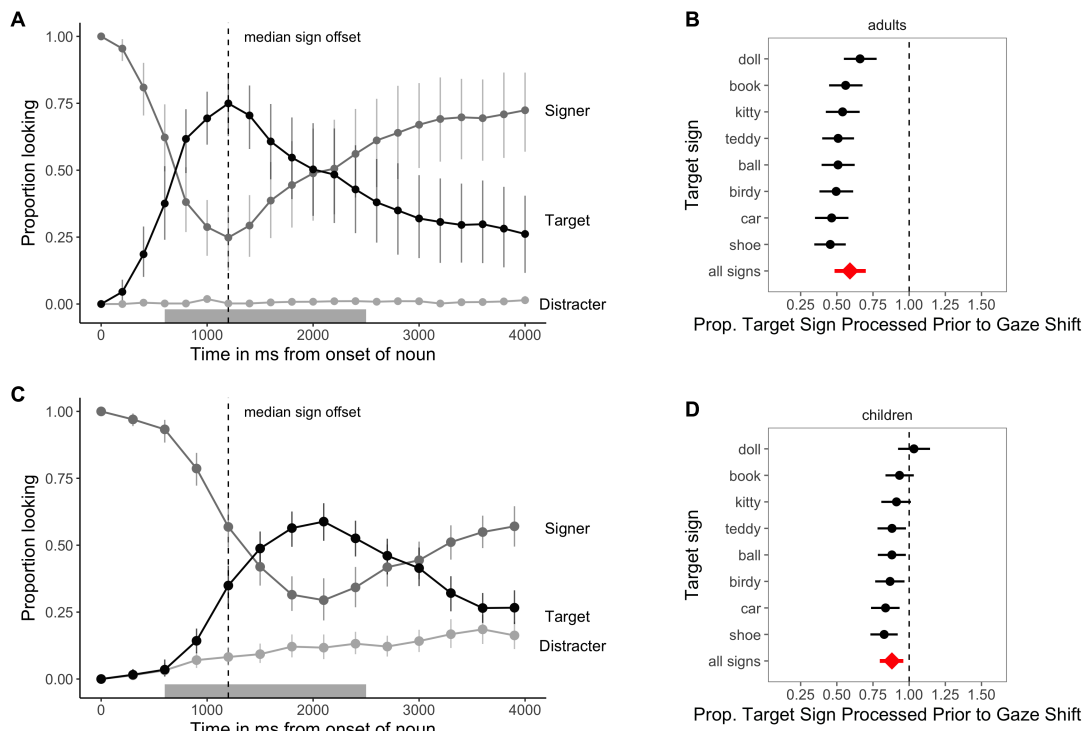 A
median sign offset
1.00
0.75
0.50
0.25
0.00
Proportion looking
Signer
Target
Distracter
0 1000 2000 3000 4000
Time in ms from onset of noun
B
adults
doll
book
kitty
teddy
ball
birdy
car
shoe
all signs
Target sign
0.25 0.50 0.75 1.00 1.25 1.50
Prop. Target Sign Processed Prior to Gaze Shift
C
median sign offset
1.00
0.75
0.50
0.25
0.00
Proportion looking
Signer
Target
Distracter
0 1000 2000 3000 4000
Time in ms from onset of noun
D
children
doll
book
kitty
teddy
ball
birdy
car
shoe
all signs
Target sign
0.25 0.50 0.75 1.00 1.25 1.50
Prop. Target Sign Processed Prior to Gaze Shift